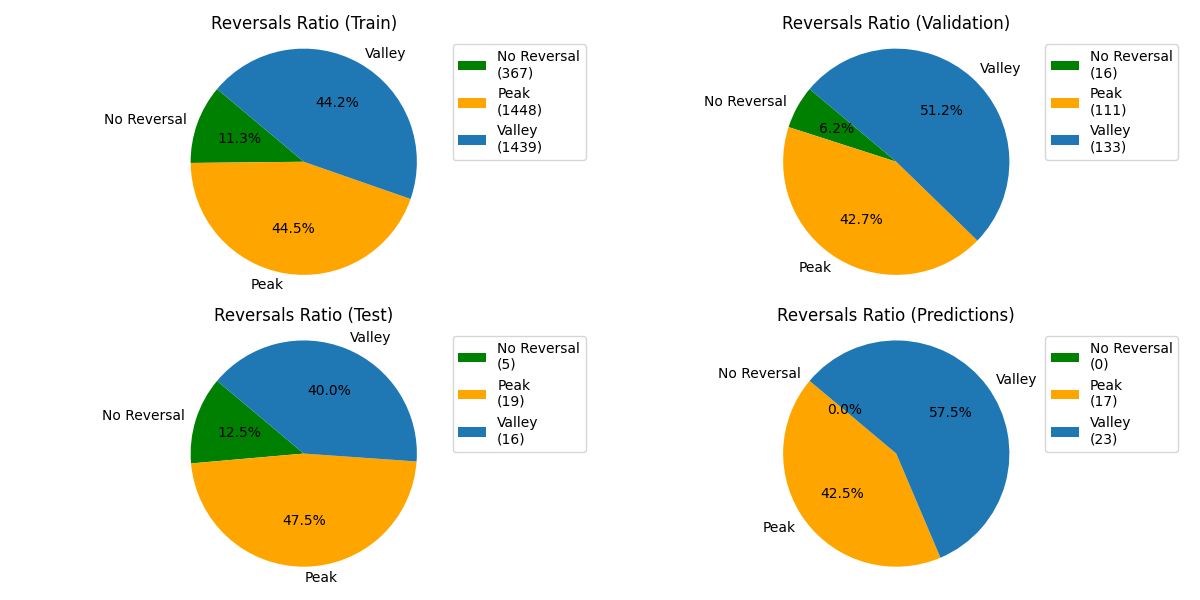 Reversals Ratio (Train)
Valley
44.2%
No Reversal
11.3%
44.5%
Peak
No Reversal
(367)
Peak
(1448)
Valley
(1439)
Reversals Ratio (Validation)
Valley
51.2%
No Reversal
6.2%
42.7%
Peak
No Reversal
(16)
Peak
(111)
Valley
(133)
Reversals Ratio (Test)
Valley
40.0%
No Reversal
12.5%
47.5%
Peak
No Reversal
(5)
Peak
(19)
Valley
(16)
Reversals Ratio (Predictions)
No Reversal
Valley
0.0%
57.5%
42.5%
Peak
No Reversal
(0)
Peak
(17)
Valley
(23)